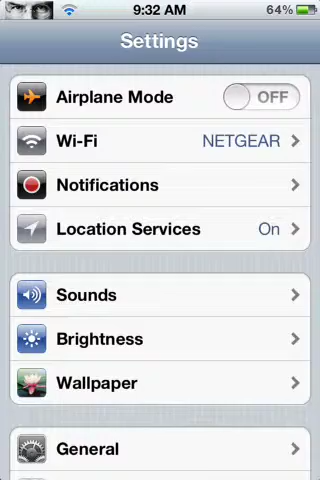 9:32 AM 64%
Settings
Airplane Mode OFF
Wi-Fi NETGEAR
Notifications
Location Services On
Sounds
Brightness
Wallpaper
General